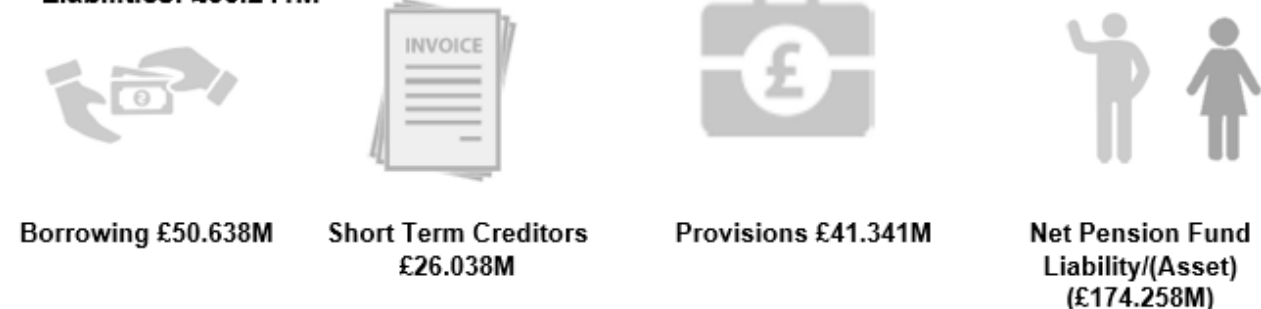 INVOICE
£
Borrowing £50.638M
Short Term Creditors
£26.038M
Provisions £41.341M
Net Pension Fund
Liability/(Asset)
(£174.258M)